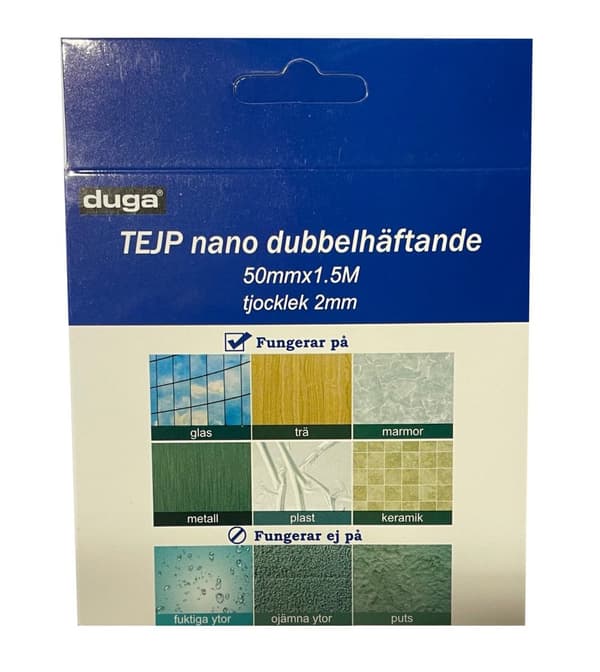 duga®
TEJP nano dubbelhäftande
50mmx1.5M
tjocklek 2mm
Fungerar på
glas trä marmor
metall plast keramik
Fungerar ej på
fuktiga ytor ojämna ytor puts